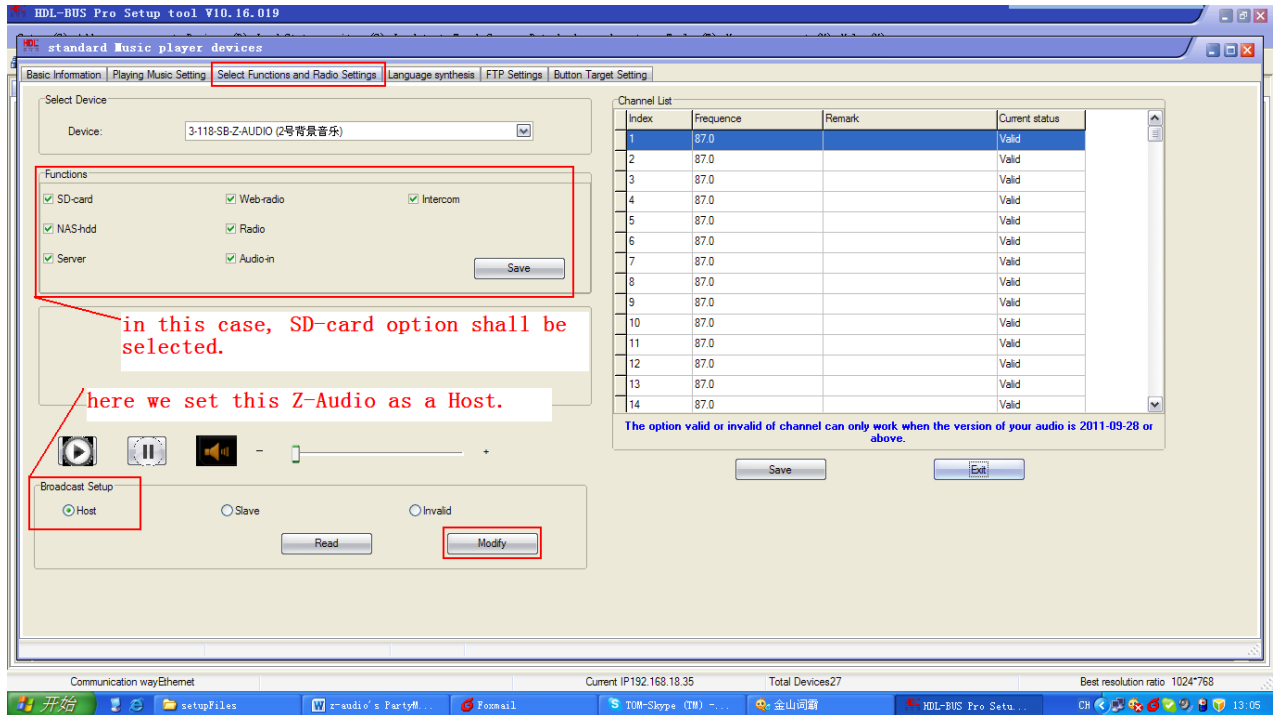 HDL-BUS Pro Setup tool V10.16.019
standard Music player devices
Basic Information Playing Music Setting Select Functions and Radio Settings Language synthesis FTP Settings Button Target Setting
Select Device
Device: 3-118-SB-Z-AUDIO (2号背景音乐)
Functions
SD-card Web-radio Intercom
NAS-hdd Radio
Server Audio-in
Save
in this case, SD-card option shall be
selected.
here we set this Z-Audio as a Host.
- +
Broadcast Setup
Host Slave Invalid
Read Modify
Channel List
Index Frequence Remark Current status
1 87.0 Valid
2 87.0 Valid
3 87.0 Valid
4 87.0 Valid
5 87.0 Valid
6 87.0 Valid
7 87.0 Valid
8 87.0 Valid
9 87.0 Valid
10 87.0 Valid
11 87.0 Valid
12 87.0 Valid
13 87.0 Valid
14 87.0 Valid
The option valid or invalid of channel can only work when the version of your audio is 2011-09-28 or
above.
Save Exit
Communication wayEthernet Current IP192.168.18.35 Total Devices27 Best resolution ratio 1024*768
开始 setupFiles z-audio's PartyM... Foxmail TOM-Skype (TM) -... 金山词霸 HDL-BUS Pro Setu... CH 13:05